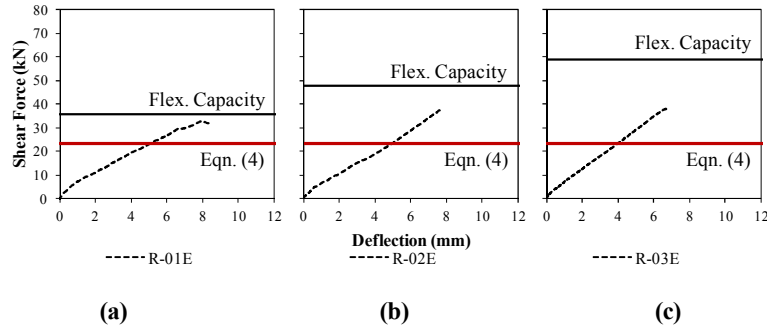 Shear Force (kN)
80
70
60
50
40
30
20
10
0
Flex. Capacity
Eqn. (4)
0 2 4 6 8 10 12
R-01E
(a)
Flex. Capacity
Eqn. (4)
0 2 4 6 8 10 12
Deflection (mm)
R-02E
(b)
Flex. Capacity
Eqn. (4)
0 2 4 6 8 10 12
R-03E
(c)